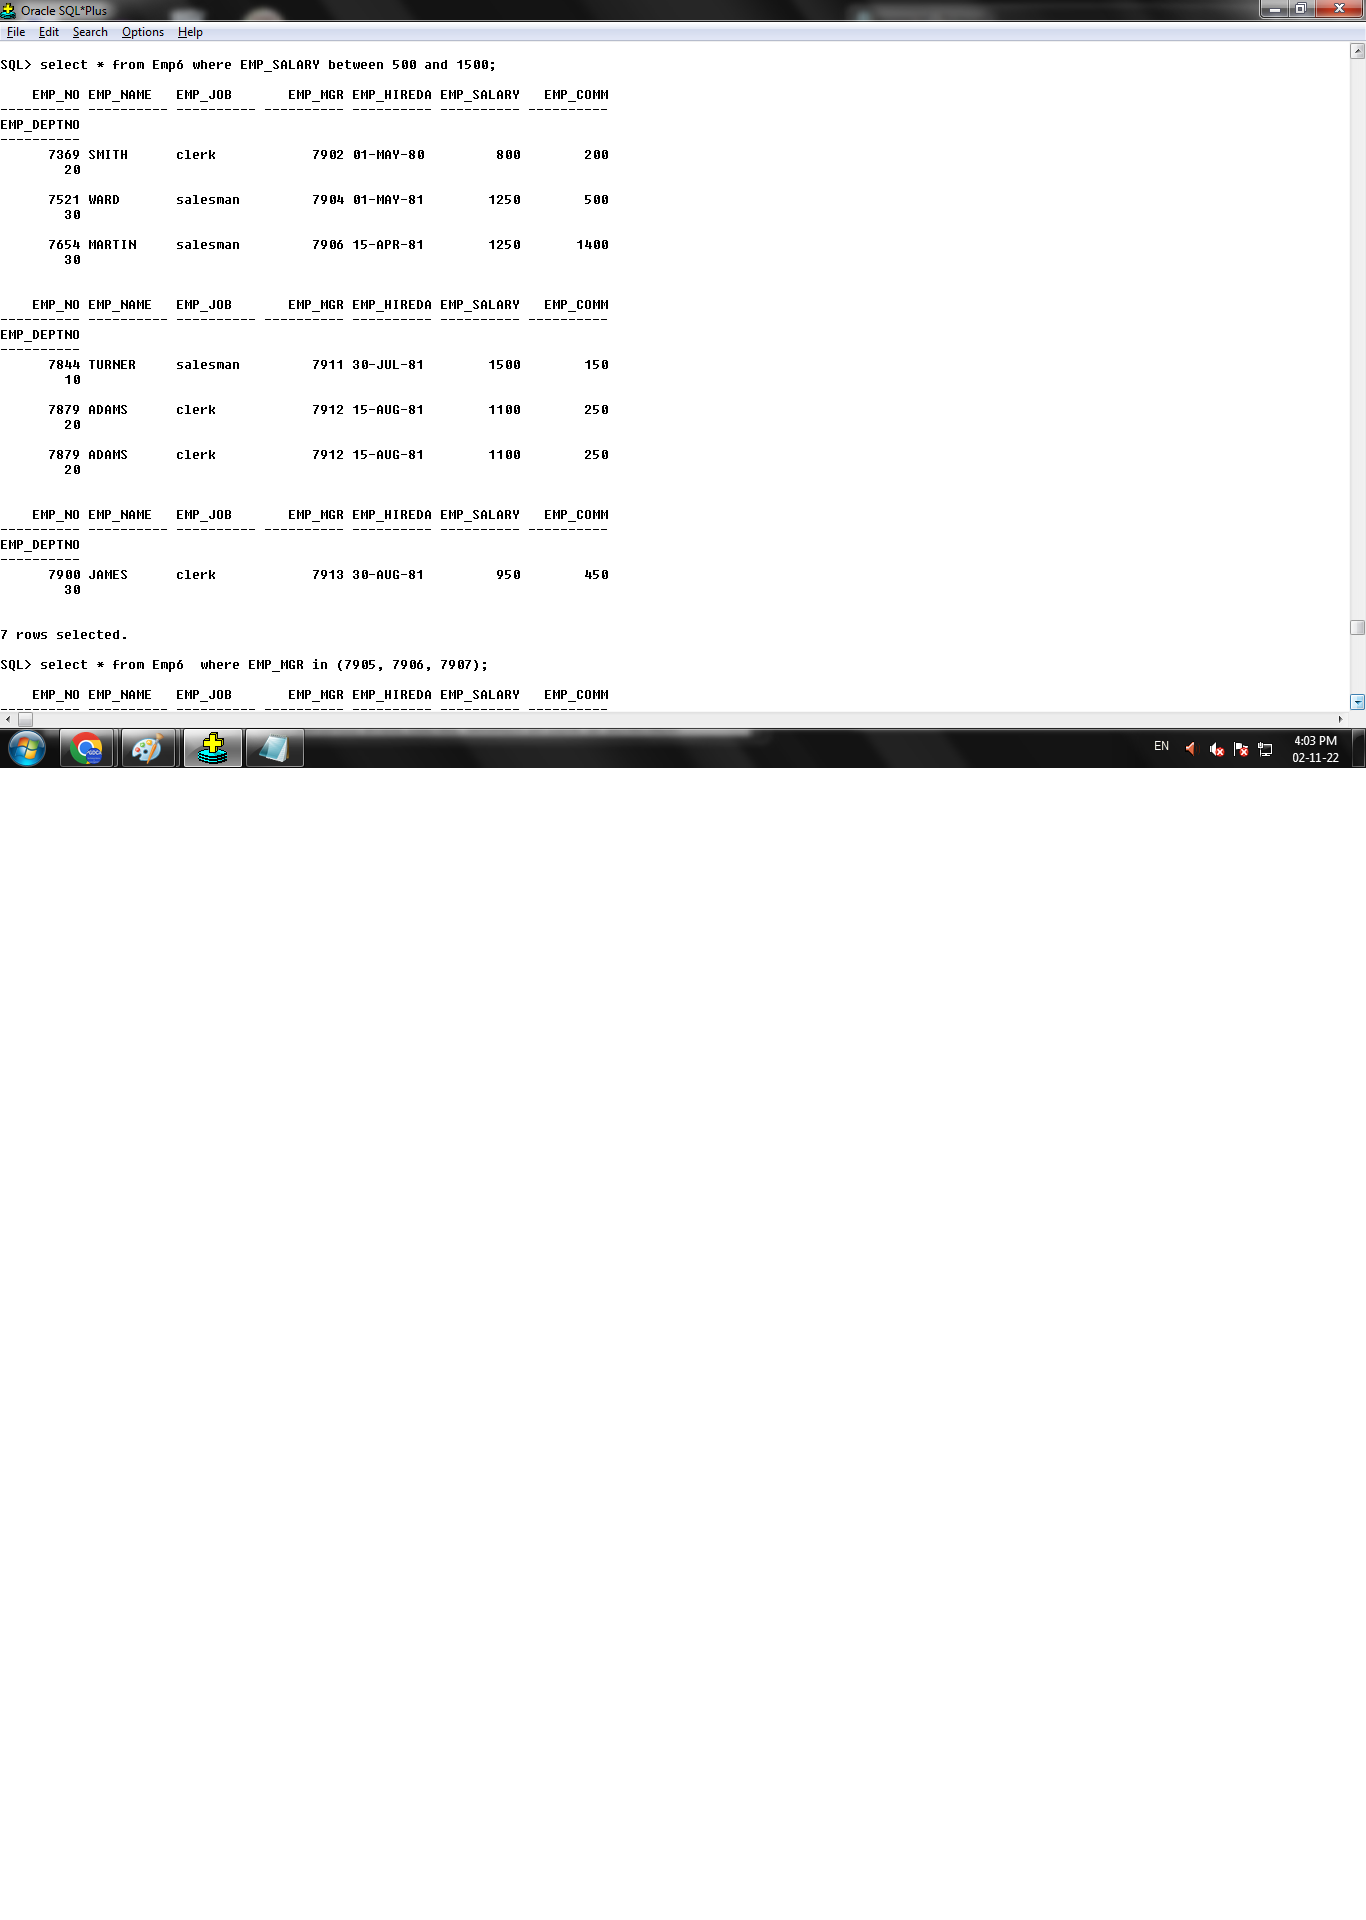 Oracle SQL*Plus
File Edit Search Options Help
SQL> select * from Emp6 where EMP_SALARY between 500 and 1500;
    EMP_NO EMP_NAME   EMP_JOB       EMP_MGR EMP_HIREDA EMP_SALARY   EMP_COMM
---------- ---------- ---------- ---------- ---------- ---------- ----------
EMP_DEPTNO
----------
      7369 SMITH      clerk            7902 01-MAY-80         800        200
        20
      7521 WARD       salesman         7904 01-MAY-81        1250        500
        30
      7654 MARTIN     salesman         7906 15-APR-81        1250       1400
        30
    EMP_NO EMP_NAME   EMP_JOB       EMP_MGR EMP_HIREDA EMP_SALARY   EMP_COMM
---------- ---------- ---------- ---------- ---------- ---------- ----------
EMP_DEPTNO
----------
      7844 TURNER     salesman         7911 30-JUL-81        1500        150
        10
      7879 ADAMS      clerk            7912 15-AUG-81        1100        250
        20
      7879 ADAMS      clerk            7912 15-AUG-81        1100        250
        20
    EMP_NO EMP_NAME   EMP_JOB       EMP_MGR EMP_HIREDA EMP_SALARY   EMP_COMM
---------- ---------- ---------- ---------- ---------- ---------- ----------
EMP_DEPTNO
----------
      7900 JAMES      clerk            7913 30-AUG-81         950        450
        30
7 rows selected.
SQL> select * from Emp6  where EMP_MGR in (7905, 7906, 7907);
    EMP_NO EMP_NAME   EMP_JOB       EMP_MGR EMP_HIREDA EMP_SALARY   EMP_COMM
---------- ---------- ---------- ---------- ---------- ---------- ----------
EN
4:03 PM
02-11-22